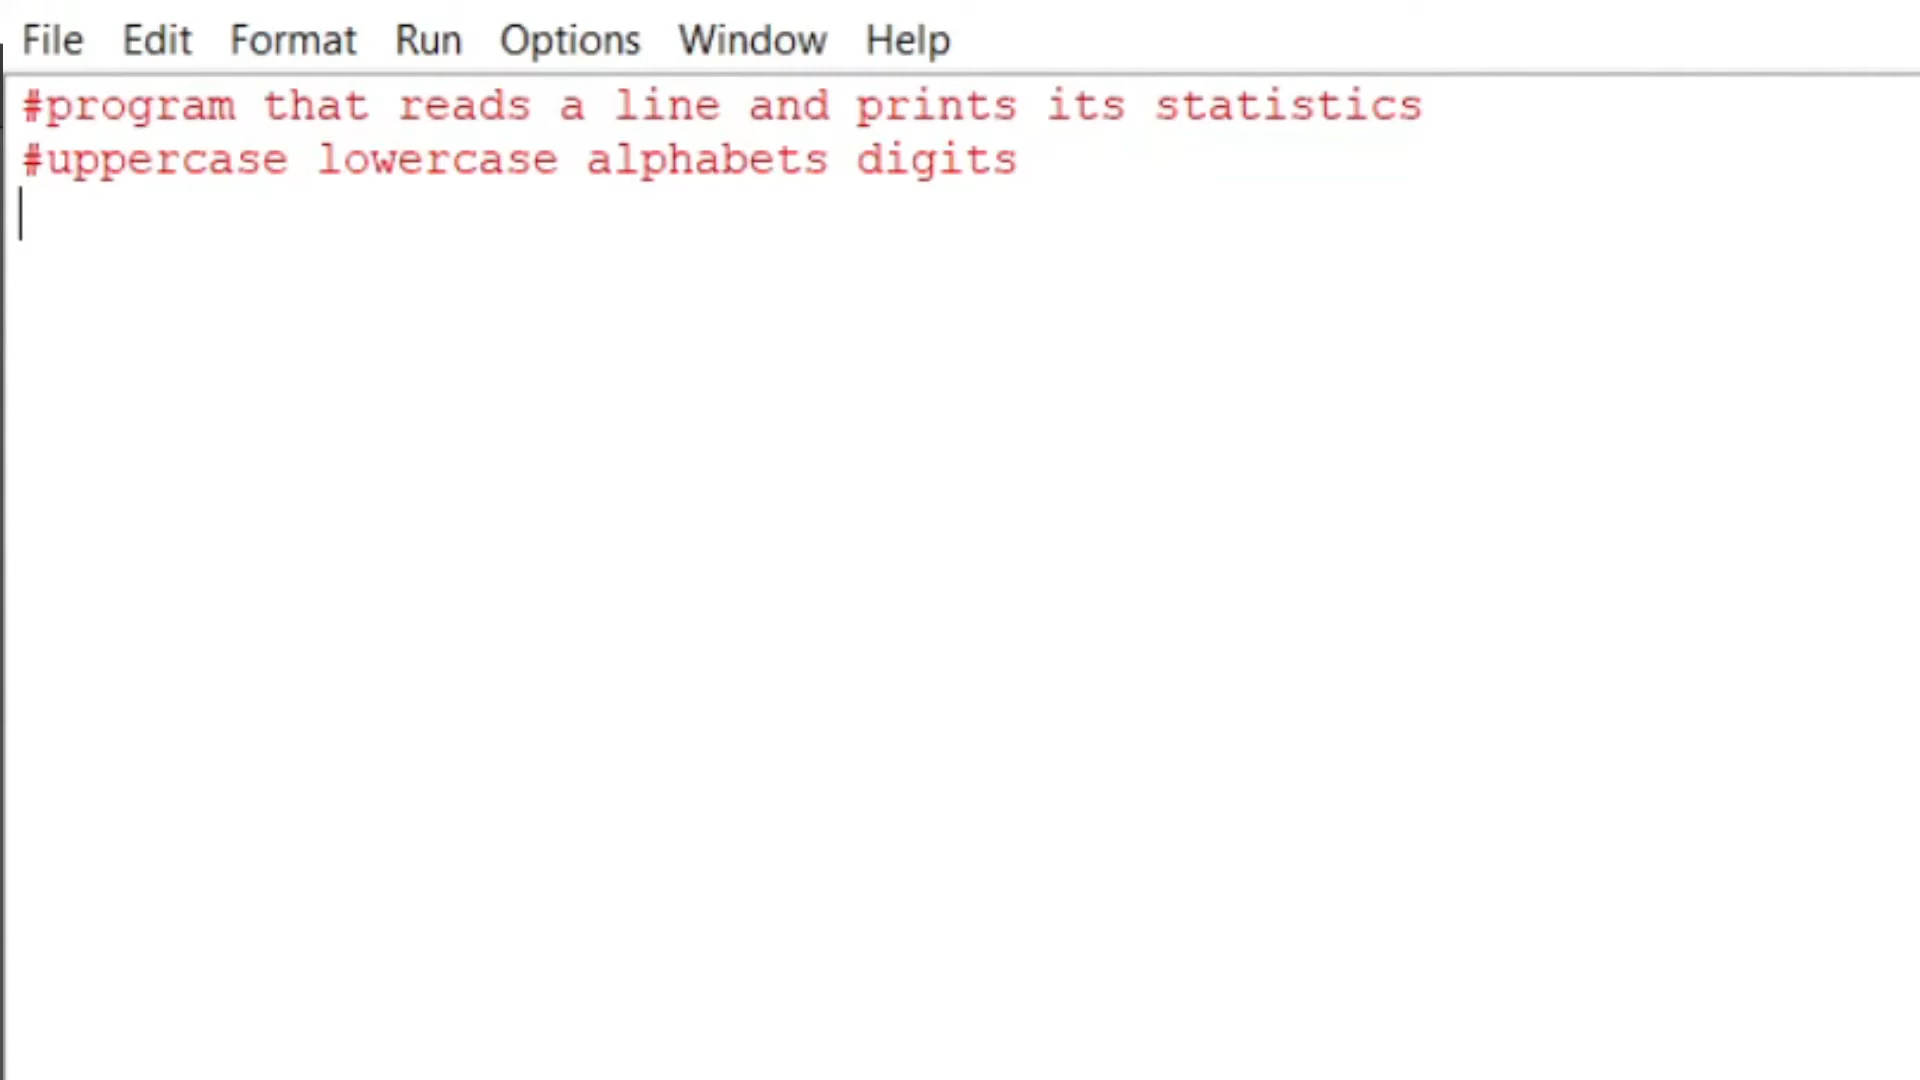 File Edit Format Run Options Window Help
#program that reads a line and prints its statistics
#uppercase lowercase alphabets digits